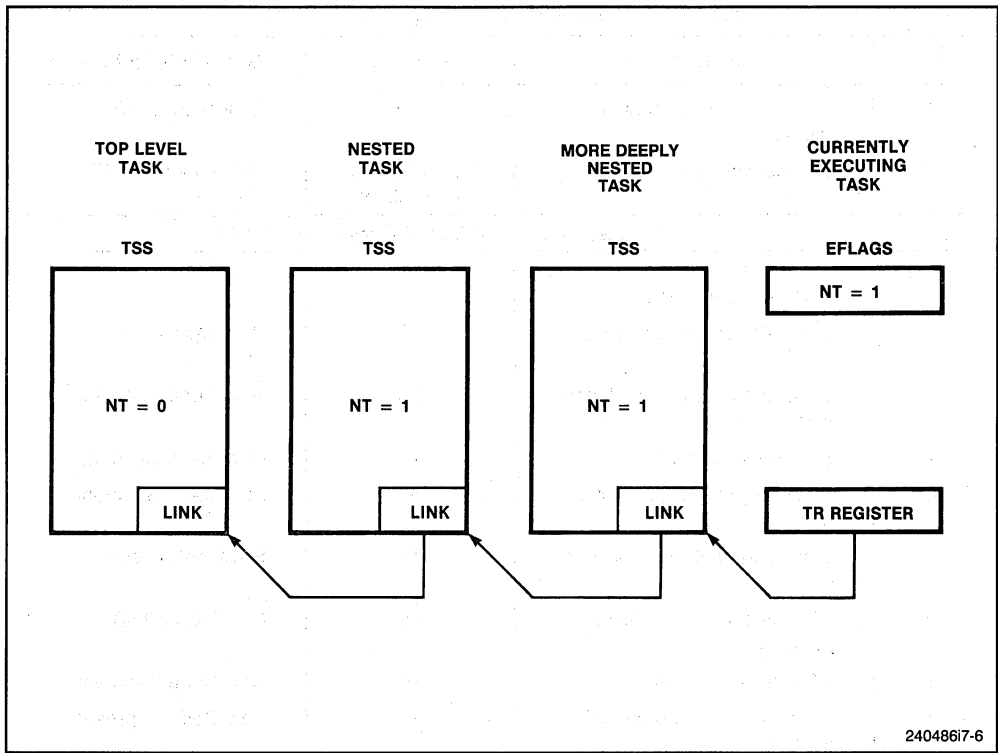 TOP LEVEL
TASK
NESTED
TASK
MORE DEEPLY
NESTED
TASK
CURRENTLY
EXECUTING
TASK
TSS
TSS
TSS
EFLAGS
NT = 1
NT = 0
NT = 1
NT = 1
LINK
LINK
LINK
TR REGISTER
240486i7-6